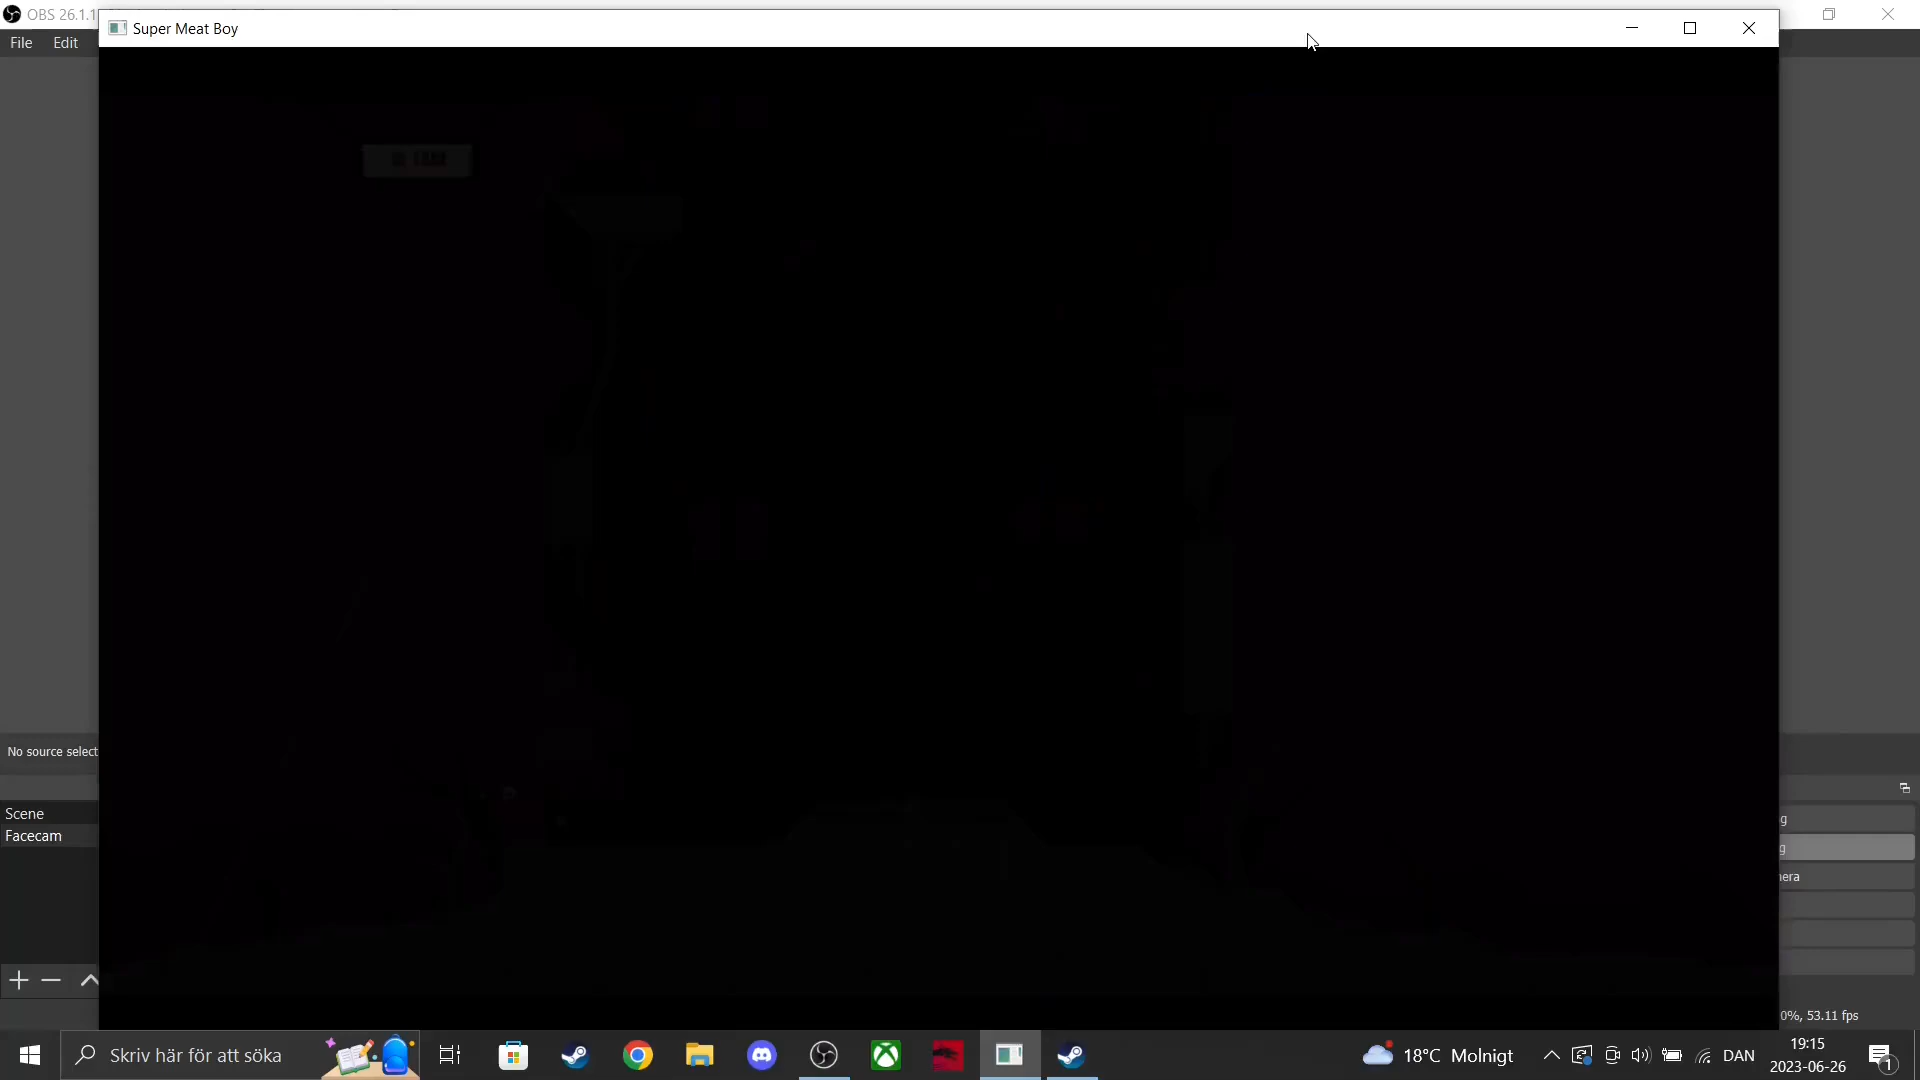 OBS 26.1.1
Super Meat Boy
File Edit
No source select
Scene
g
Facecam
g
nera
0%, 53.11 fps
Skriv här för att söka
18°C Molnigt
DAN
19:15
2023-06-26
1